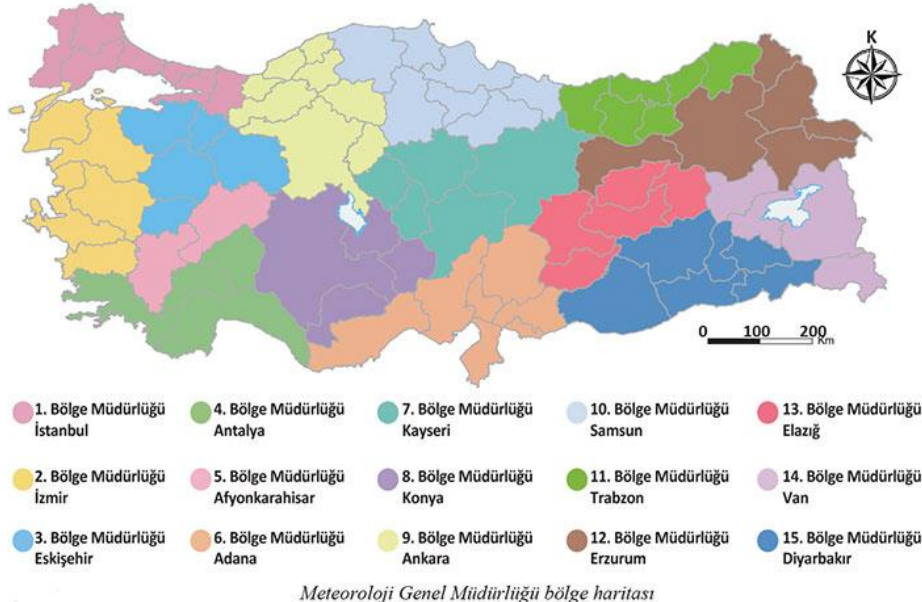 K
0 100 200
Km
1. Bölge Müdürlüğü
İstanbul
4. Bölge Müdürlüğü
Antalya
7. Bölge Müdürlüğü
Kayseri
10. Bölge Müdürlüğü
Samsun
13. Bölge Müdürlüğü
Elazığ
2. Bölge Müdürlüğü
İzmir
5. Bölge Müdürlüğü
Afyonkarahisar
8. Bölge Müdürlüğü
Konya
11. Bölge Müdürlüğü
Trabzon
14. Bölge Müdürlüğü
Van
3. Bölge Müdürlüğü
Eskişehir
6. Bölge Müdürlüğü
Adana
9. Bölge Müdürlüğü
Ankara
12. Bölge Müdürlüğü
Erzurum
15. Bölge Müdürlüğü
Diyarbakır
Meteoroloji Genel Müdürlüğü bölge haritası